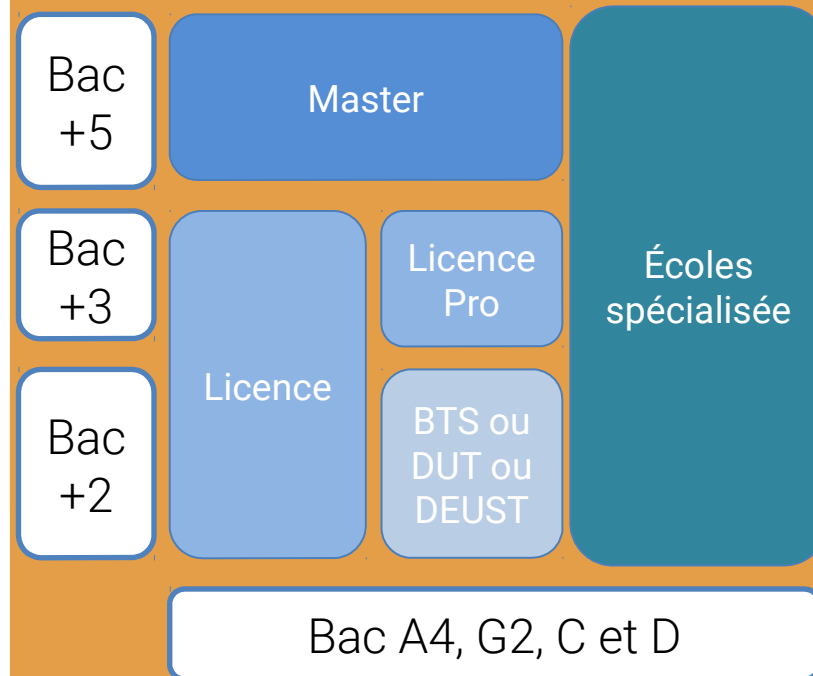 Bac
+5
Master
Bac
+3
Licence
Pro
Écoles
spécialisée
Licence
Bac
+2
BTS ou
DUT ou
DEUST
Bac A4, G2, C et D